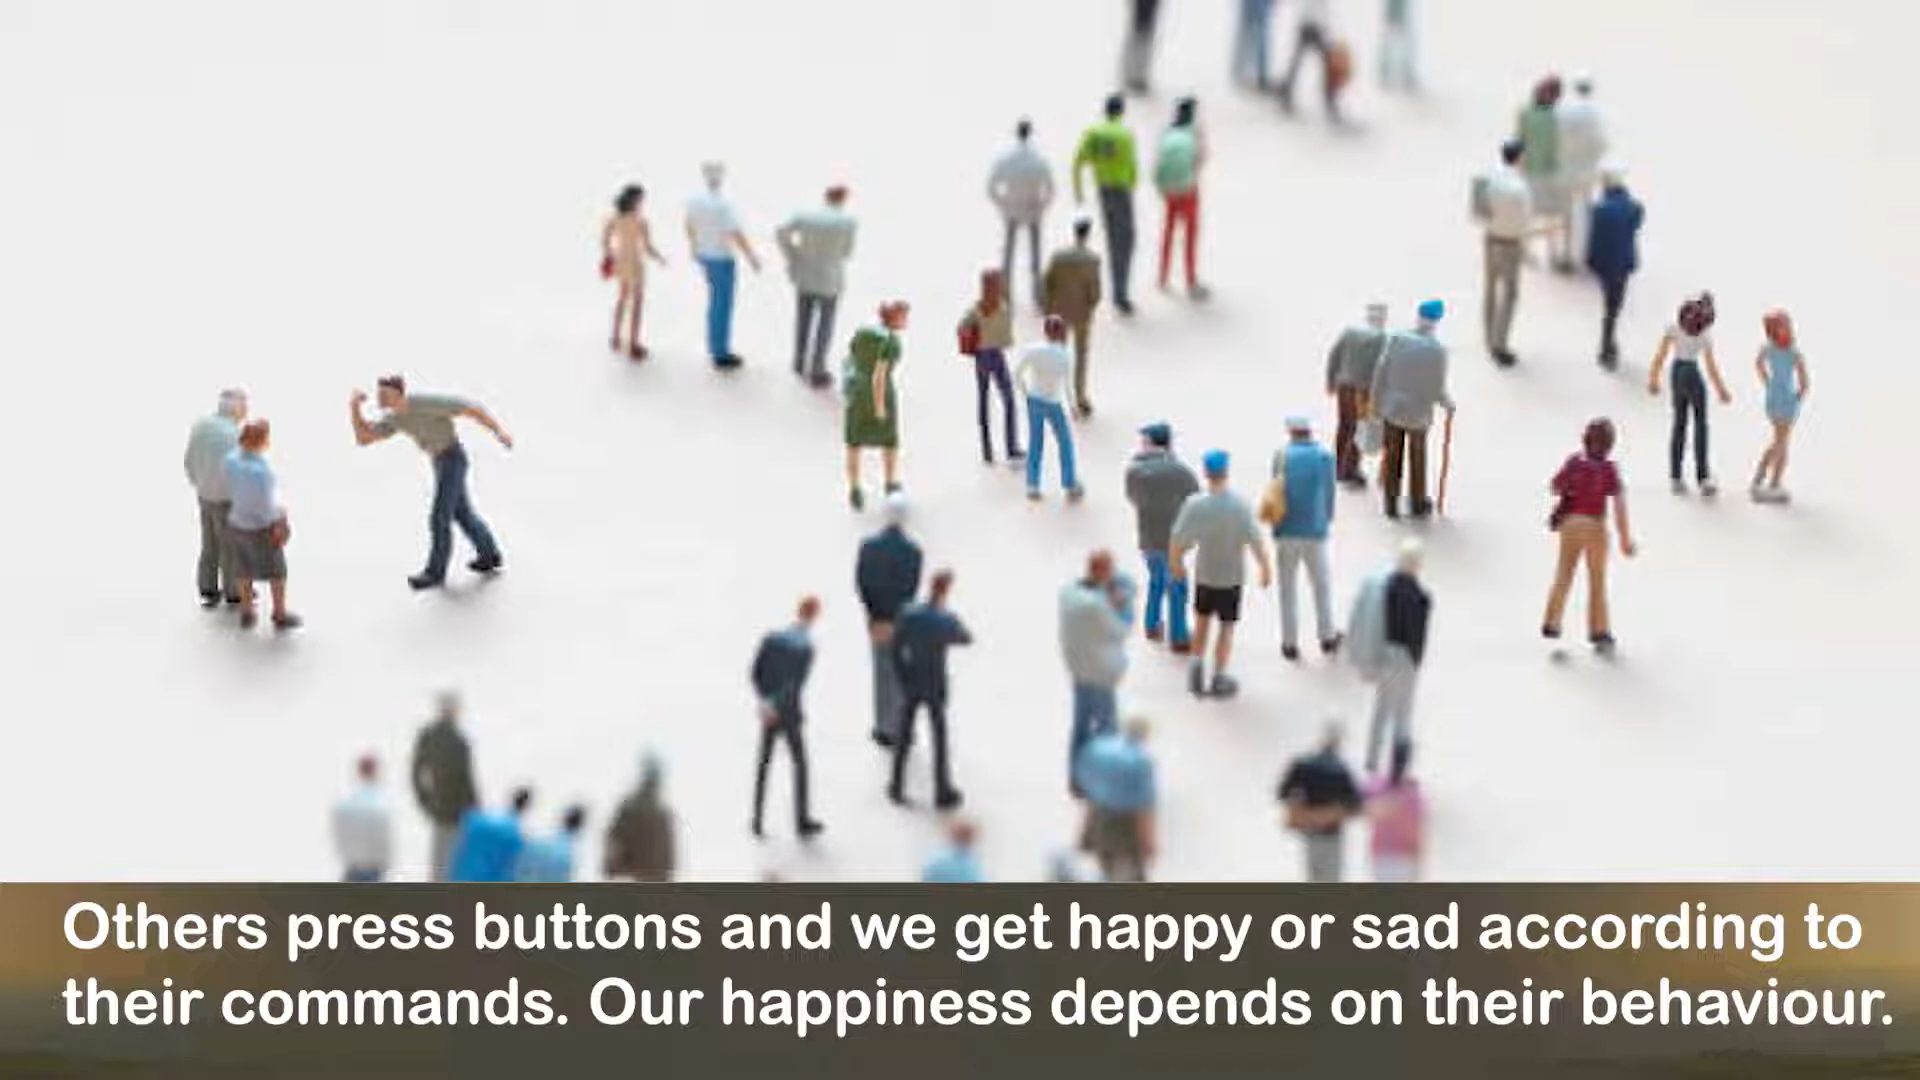 Others press buttons and we get happy or sad according to
their commands. Our happiness depends on their behaviour.